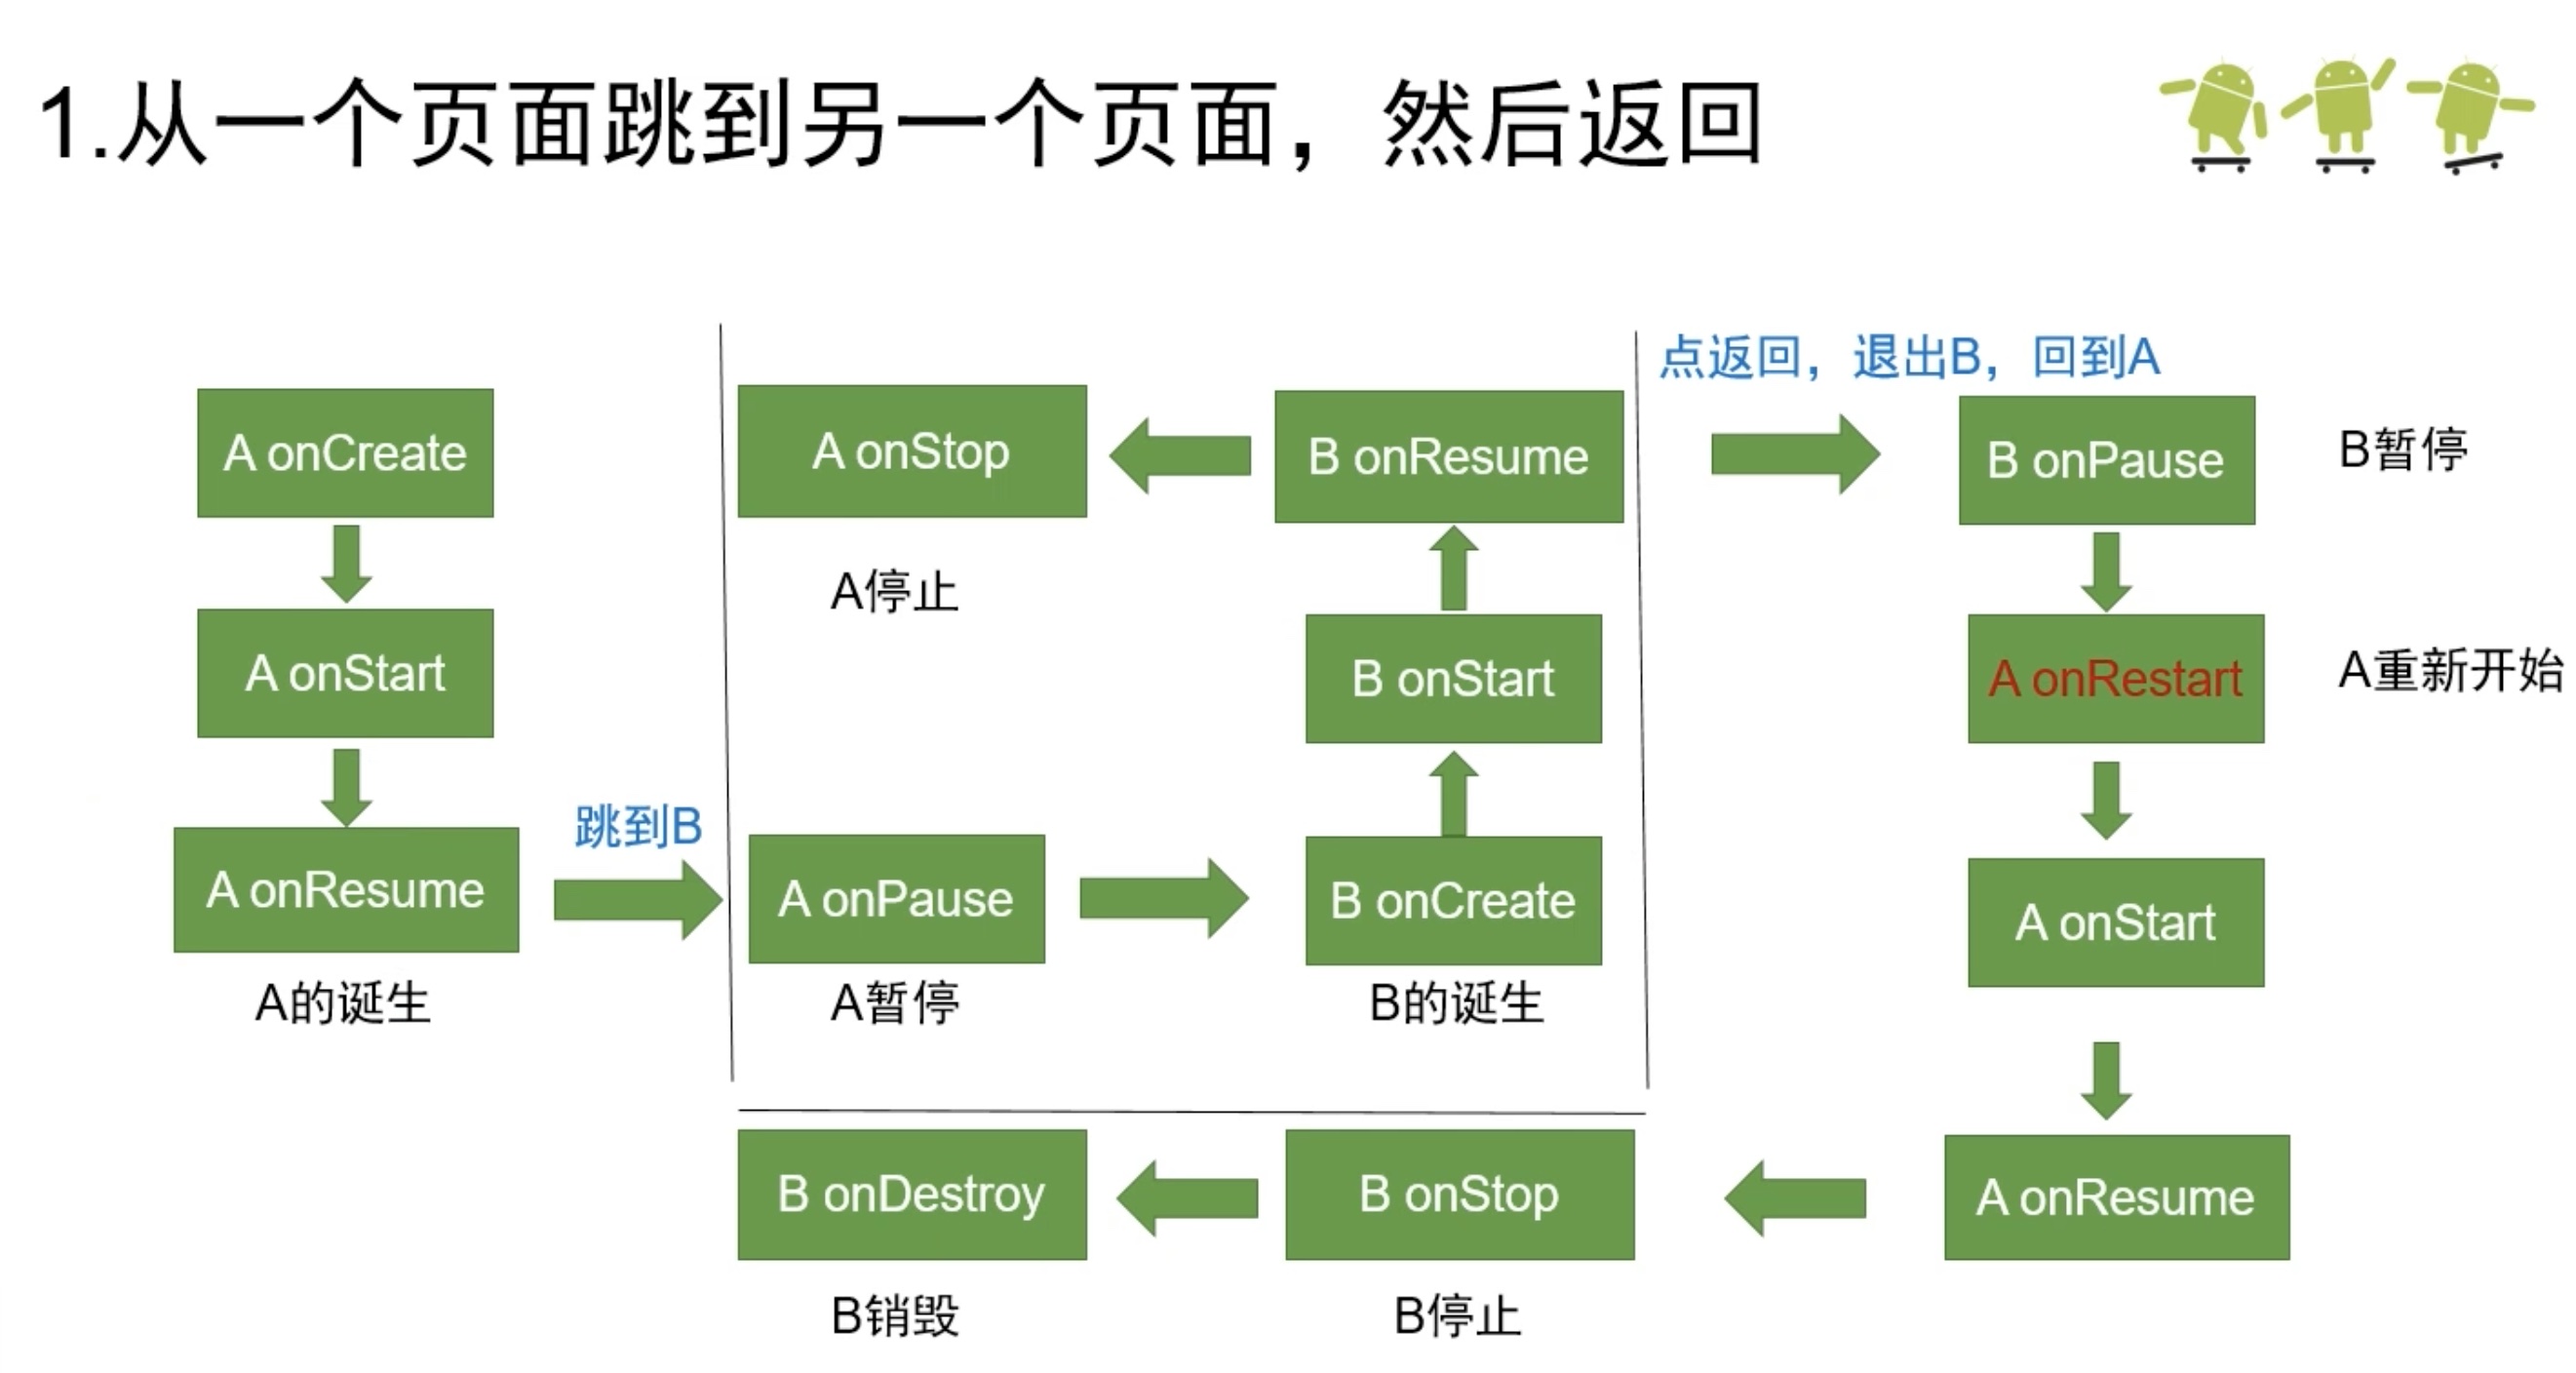 1.从一个页面跳到另一个页面，然后返回
A onCreate
A onStart
A onResume
A的诞生
跳到B
A onPause
A暂停
B onCreate
B的诞生
B onStart
B onResume
A onStop
A停止
点返回，退出B，回到A
B onPause
B暂停
A onRestart
A重新开始
A onStart
A onResume
B onStop
B停止
B onDestroy
B销毁